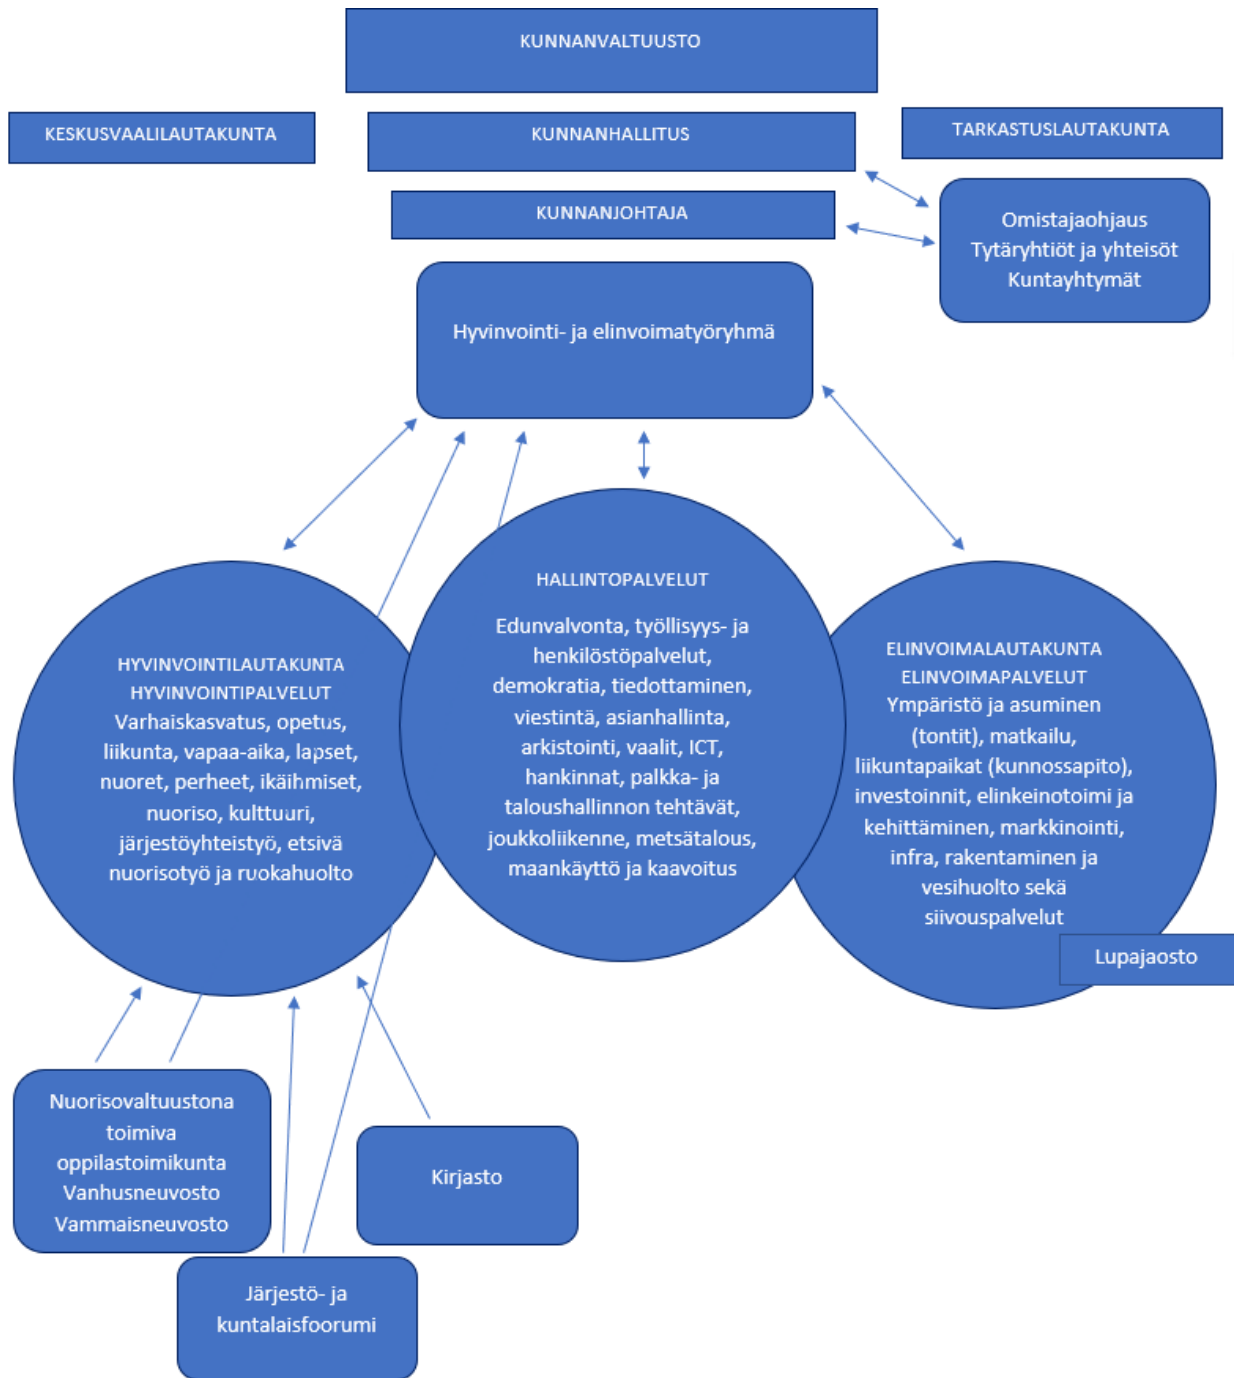 KUNNANVALTUUSTO
KESKUSVAALILAUTAKUNTA
KUNNANHALLITUS
TARKASTUSLAUTAKUNTA
KUNNANJOHTAJA
Omistajaohjaus
Tytäryhtiöt ja yhteisöt
Kuntayhtymät
Hyvinvointi- ja elinvoimatyöryhmä
HYVINVOINTILAUTAKUNTA
HYVINVOINTIPALVELUT
Varhaiskasvatus, opetus,
liikunta, vapaa-aika, lapset,
nuoret, perheet, ikäihmiset,
nuoriso, kulttuuri,
järjestöyhteistyö, etsivä
nuorisotyö ja ruokahuolto
HALLINTOPALVELUT
Edunvalvonta, työllisyys- ja
henkilöstöpalvelut,
demokratia, tiedottaminen,
viestintä, asianhallinta,
arkistointi, vaalit, ICT,
hankinnat, palkka- ja
taloushallinnon tehtävät,
joukkoliikenne, metsätalous,
maankäyttö ja kaavoitus
ELINVOIMALAUTAKUNTA
ELINVOIMAPALVELUT
Ympäristö ja asuminen
(tontit), matkailu,
liikuntapaikat (kunnossapito),
investoinnit, elinkeinotoimi ja
kehittäminen, markkinointi,
infra, rakentaminen ja
vesihuolto sekä
siivouspalvelut
Lupajaosto
Nuorisovaltuustona
toimiva
oppilastoimikunta
Vanhusneuvosto
Vammaisneuvosto
Kirjasto
Järjestö- ja
kuntalaisfoorumi